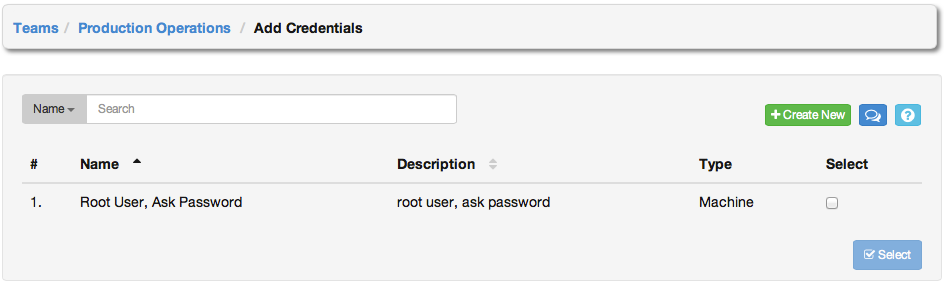 Teams / Production Operations / Add Credentials
Name Search
+ Create New ?
# Name Description Type Select
1. Root User, Ask Password root user, ask password Machine
Select